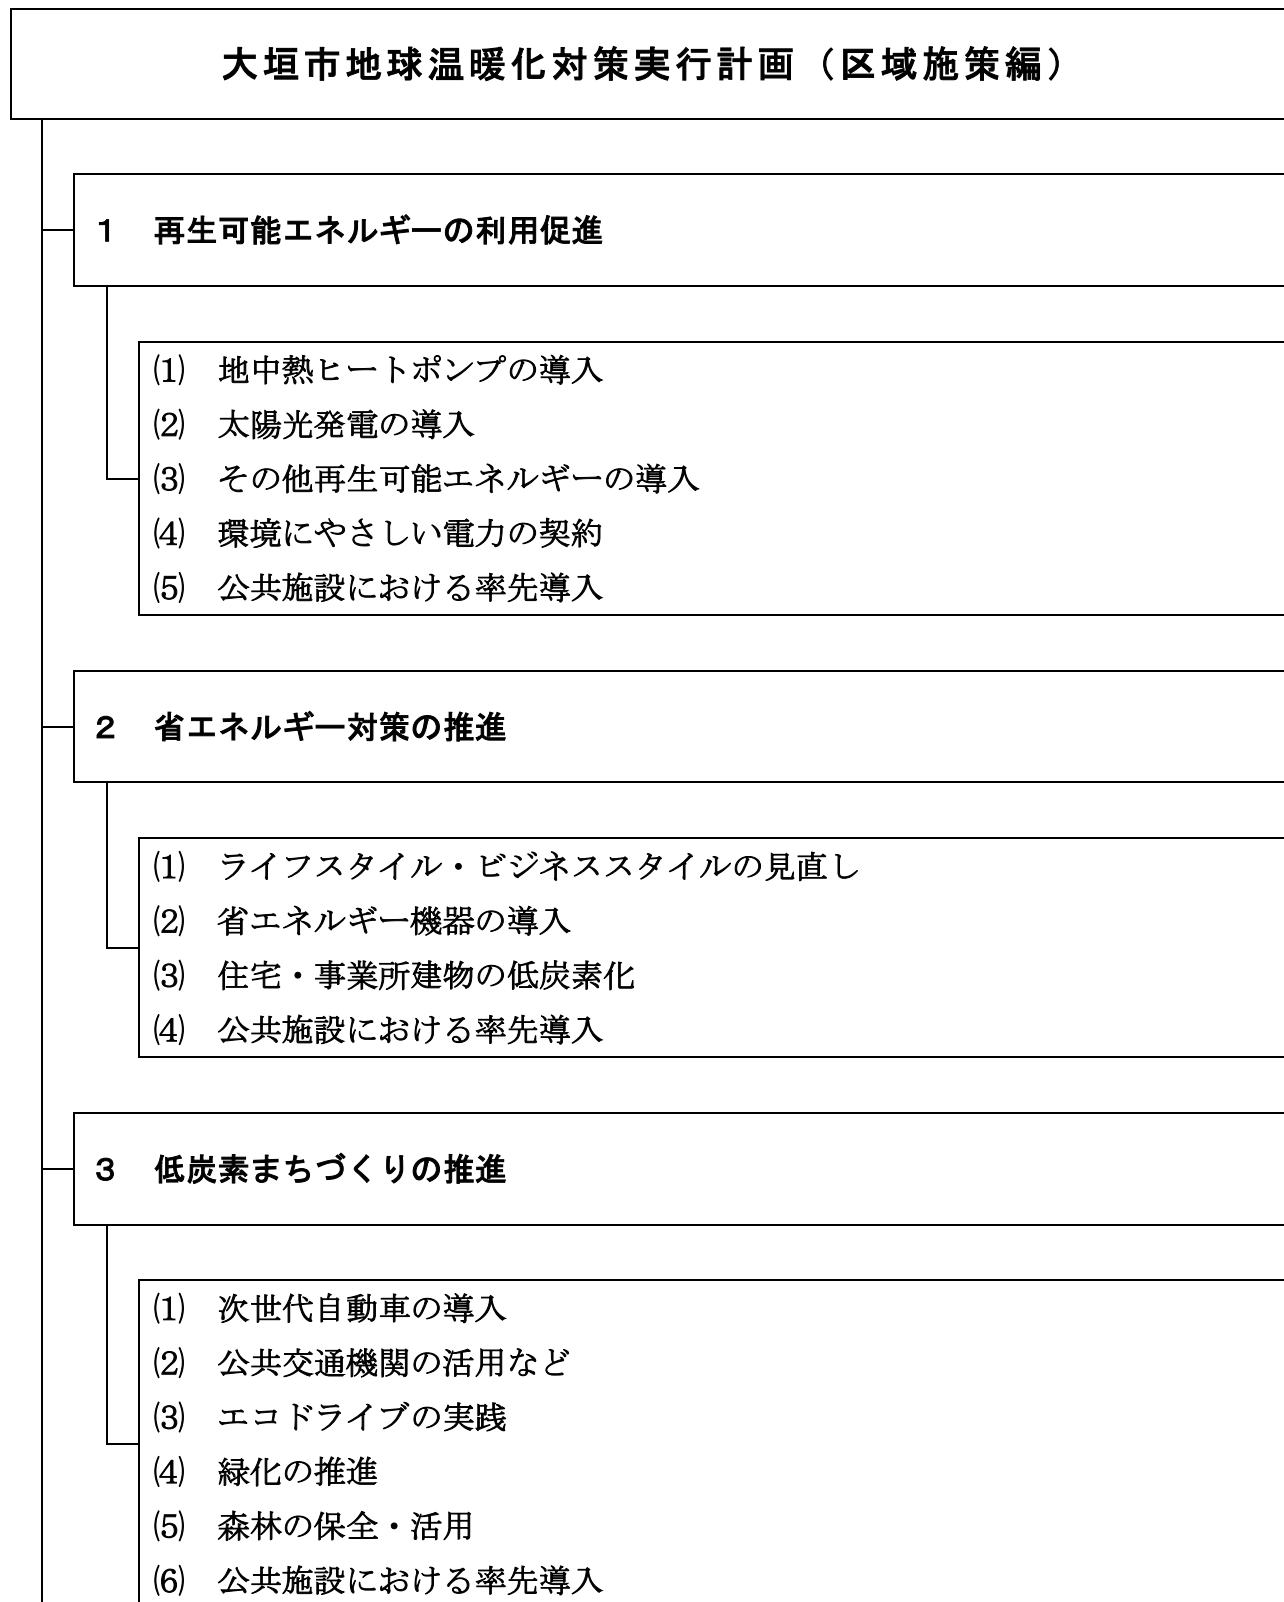 大垣市地球温暖化対策実行計画（区域施策編）
１　再生可能エネルギーの利用促進
⑴　地中熱ヒートポンプの導入
⑵　太陽光発電の導入
⑶　その他再生可能エネルギーの導入
⑷　環境にやさしい電力の契約
⑸　公共施設における率先導入
２　省エネルギー対策の推進
⑴　ライフスタイル・ビジネススタイルの見直し
⑵　省エネルギー機器の導入
⑶　住宅・事業所建物の低炭素化
⑷　公共施設における率先導入
３　低炭素まちづくりの推進
⑴　次世代自動車の導入
⑵　公共交通機関の活用など
⑶　エコドライブの実践
⑷　緑化の推進
⑸　森林の保全・活用
⑹　公共施設における率先導入